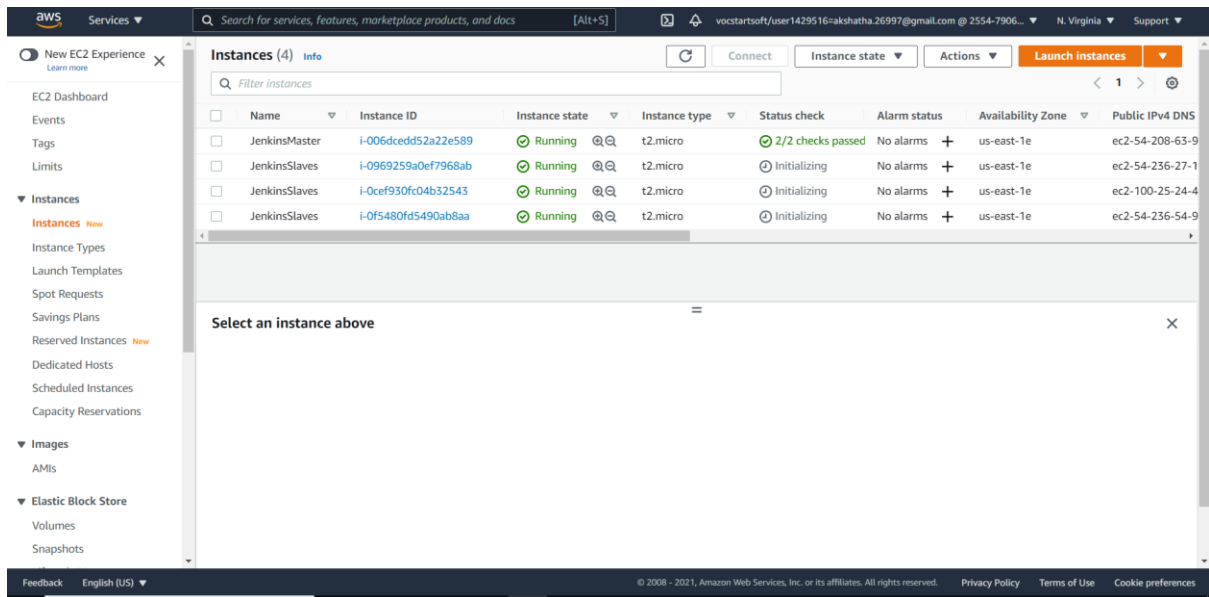 aws Services ▼ Search for services, features, marketplace products, and docs [Alt+S] vocstartsoft/user1429516=akshatha.26997@gmail.com @ 2554-7906... ▼ N. Virginia ▼ Support ▼
New EC2 Experience
Learn more
EC2 Dashboard
Events
Tags
Limits
Instances
Instances New
Instance Types
Launch Templates
Spot Requests
Savings Plans
Reserved Instances New
Dedicated Hosts
Scheduled Instances
Capacity Reservations
Images
AMIs
Elastic Block Store
Volumes
Snapshots
Instances (4) Info Connect Instance state ▼ Actions ▼ Launch instances ▼
Filter instances < 1 >
Name Instance ID Instance state Instance type Status check Alarm status Availability Zone Public IPv4 DNS
JenkinsMaster i-006dcedd52a22e589 Running t2.micro 2/2 checks passed No alarms + us-east-1e ec2-54-208-63-9
JenkinsSlaves i-0969259a0ef7968ab Running t2.micro Initializing No alarms + us-east-1e ec2-54-236-27-1
JenkinsSlaves i-0cef930fc04b32543 Running t2.micro Initializing No alarms + us-east-1e ec2-100-25-24-4
JenkinsSlaves i-0f5480fd5490ab8aa Running t2.micro Initializing No alarms + us-east-1e ec2-54-236-54-9
Select an instance above
Feedback English (US) ▼ © 2008 - 2021, Amazon Web Services, Inc. or its affiliates. All rights reserved. Privacy Policy Terms of Use Cookie preferences